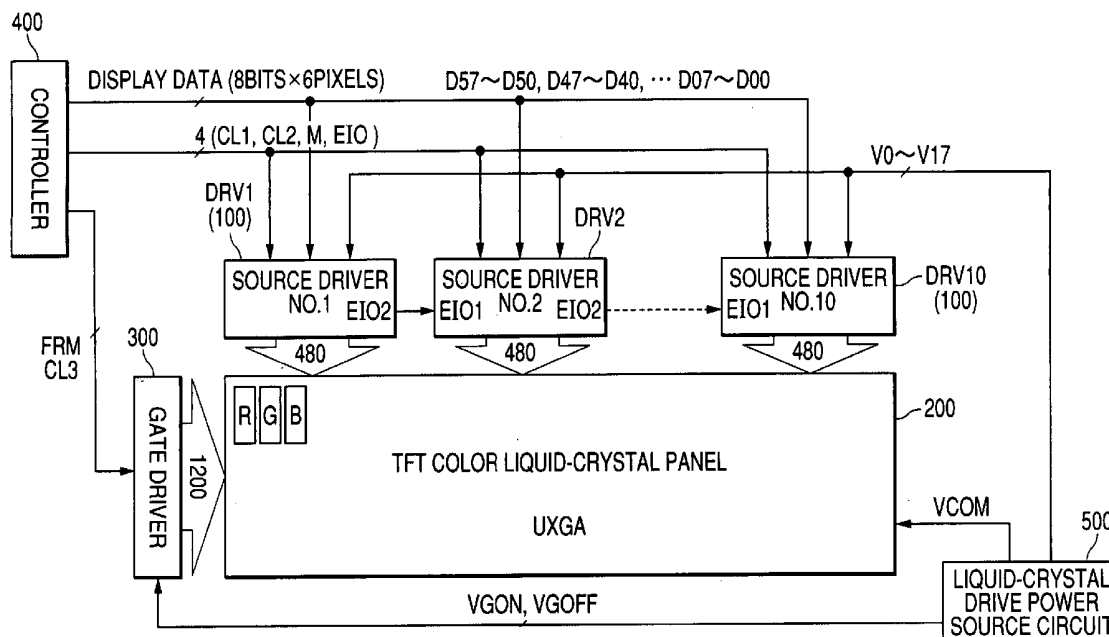 400
CONTROLLER
DISPLAY DATA (8BITS×6PIXELS)
D57～D50, D47～D40, ⋯ D07～D00
4 (CL1, CL2, M, EIO )
V0～V17
DRV1
(100)
DRV2
SOURCE DRIVER
NO.1
EIO2
SOURCE DRIVER
NO.2
EIO1
EIO2
SOURCE DRIVER
NO.10
EIO1
DRV10
(100)
FRM
CL3
300
480
480
480
GATE DRIVER
1200
R G B
200
TFT COLOR LIQUID-CRYSTAL PANEL
UXGA
VCOM
500
LIQUID-CRYSTAL
DRIVE POWER
SOURCE CIRCUIT
VGON, VGOFF